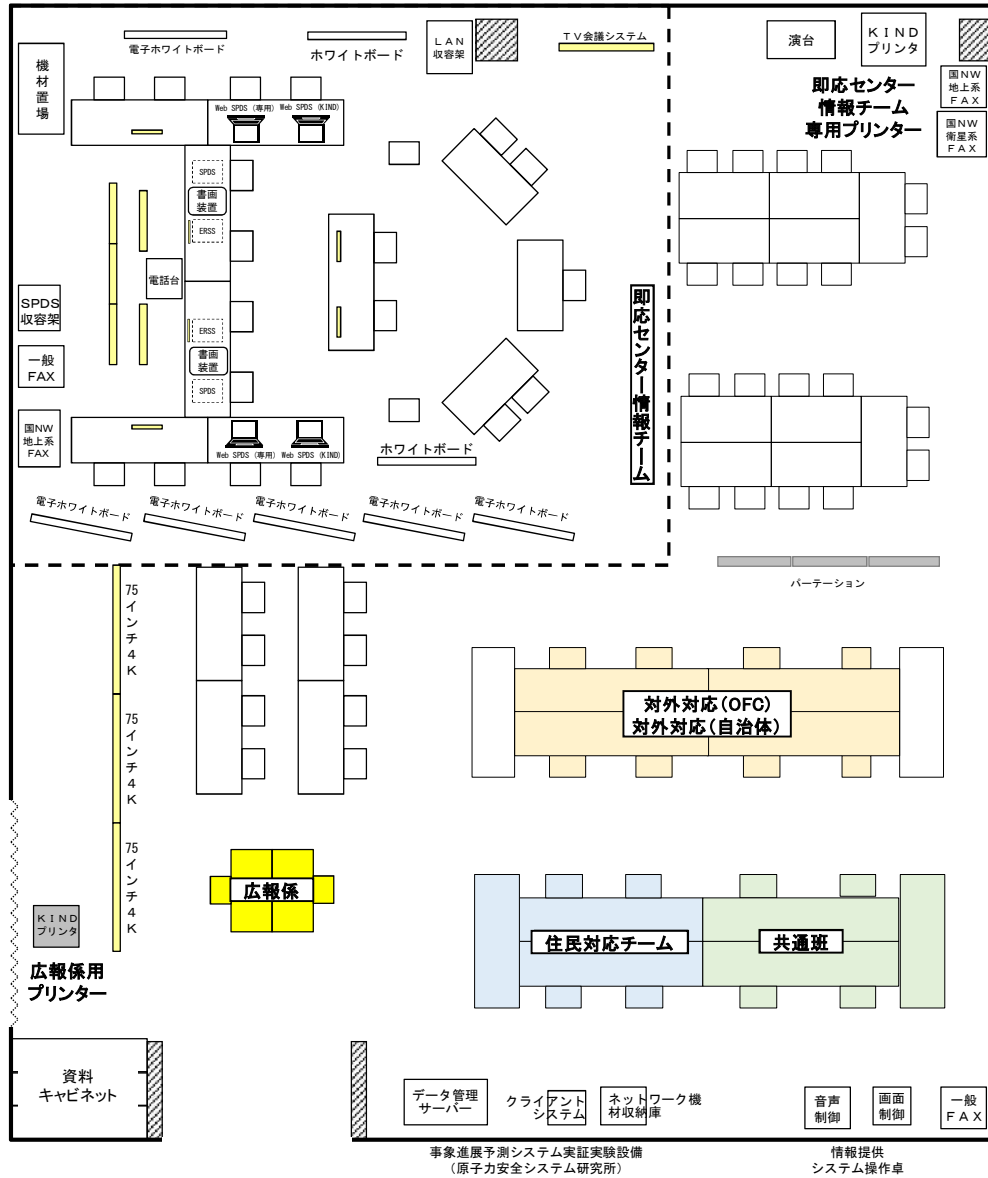 電子ホワイトボード
ホワイトボード
ＬＡＮ
収容架
ＴＶ会議システム
演台
ＫＩＮＤ
プリンタ
機材置場
Web SPDS (専用)
Web SPDS (KIND)
即応センター
情報チーム
専用プリンター
国NW
地上系
ＦＡＸ
国NW
衛星系
ＦＡＸ
SPDS
書画
装置
ERSS
電話台
SPDS
収容架
ERSS
書画
装置
SPDS
一般
FAX
国NW
地上系
FAX
Web SPDS (専用)
Web SPDS (KIND)
ホワイトボード
即応センター情報チーム
電子ホワイトボード
電子ホワイトボード
電子ホワイトボード
電子ホワイトボード
電子ホワイトボード
パーテーション
75インチ4K
75インチ4K
75インチ4K
対外対応（OFC）
対外対応（自治体）
広報係
ＫＩＮＤ
プリンタ
広報係用
プリンター
住民対応チーム
共通班
資料
キャビネット
データ管理
サーバー
クライアント
システム
ネットワーク機
材収納庫
音声
制御
画面
制御
一般
ＦＡＸ
事象進展予測システム実証実験設備
（原子力安全システム研究所）
情報提供
システム操作卓